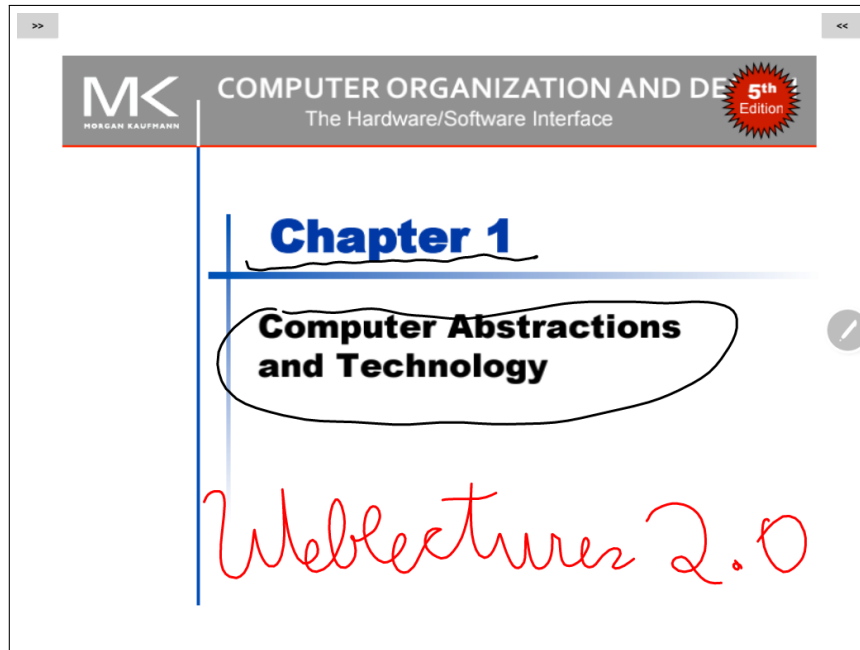 >>
<<
MK
MORGAN KAUFMANN
COMPUTER ORGANIZATION AND DE
The Hardware/Software Interface
5th
Edition
Chapter 1
Computer Abstractions
and Technology
Weblectures 2.0